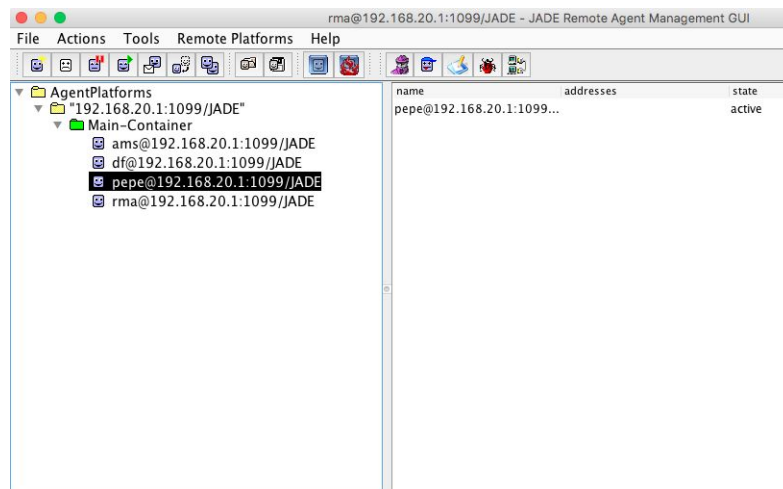 rma@192.168.20.1:1099/JADE - JADE Remote Agent Management GUI
File Actions Tools Remote Platforms Help
AgentPlatforms
"192.168.20.1:1099/JADE"
Main-Container
ams@192.168.20.1:1099/JADE
df@192.168.20.1:1099/JADE
pepe@192.168.20.1:1099/JADE
rma@192.168.20.1:1099/JADE
name addresses state
pepe@192.168.20.1:1099... active